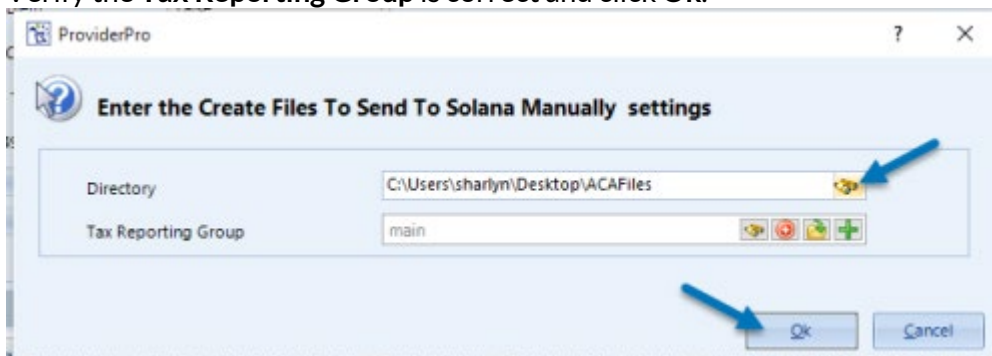 Verify the Tax Reporting Group is correct and click Ok.
ProviderPro ?
Enter the Create Files To Send To Solana Manually settings
Directory C:\Users\sharlyn\Desktop\ACAFiles
Tax Reporting Group main
Ok Cancel